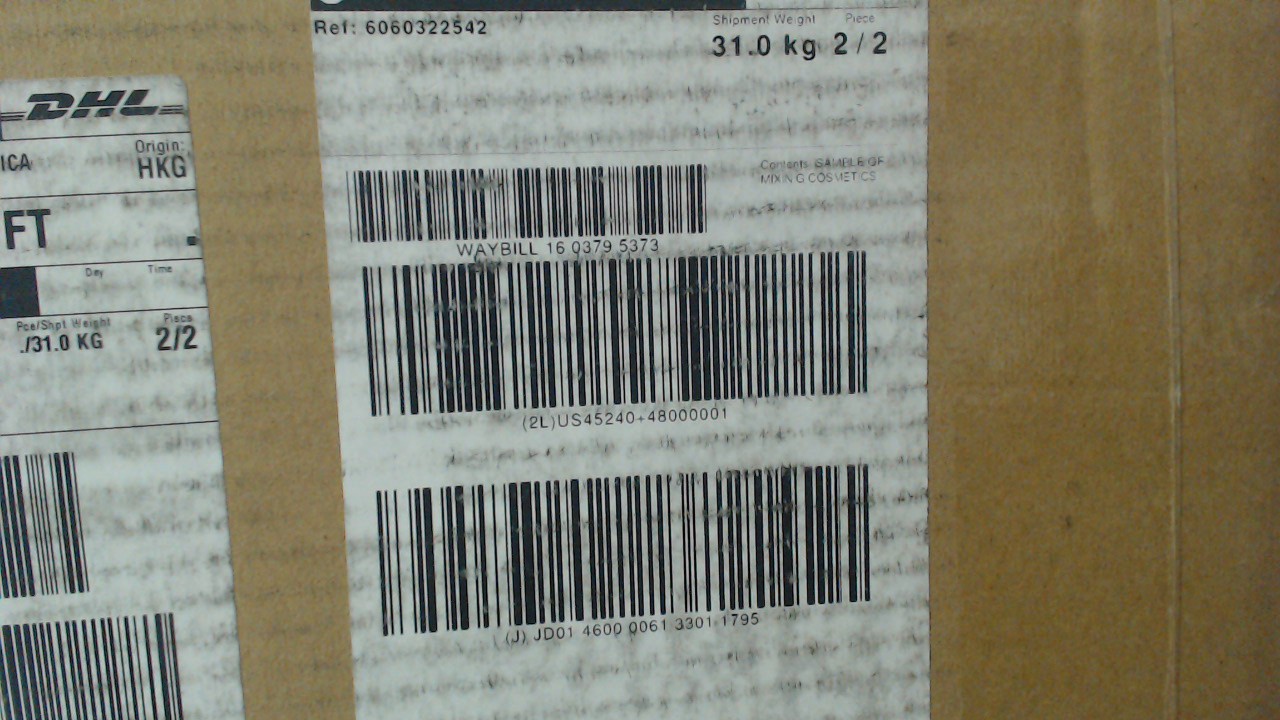 DHL
ICA
Origin:
HKG
FT
Day Time
Pce/Shpt Weight Piece
./31.0 KG 2/2
Ref: 6060322542
Shipment Weight Piece
31.0 kg 2 / 2
Contents: SAMPLE OF
MIXING COSMETICS
WAYBILL 16 0379 5373
(2L)US45240+48000001
(J) JD01 4600 0061 3301 1795